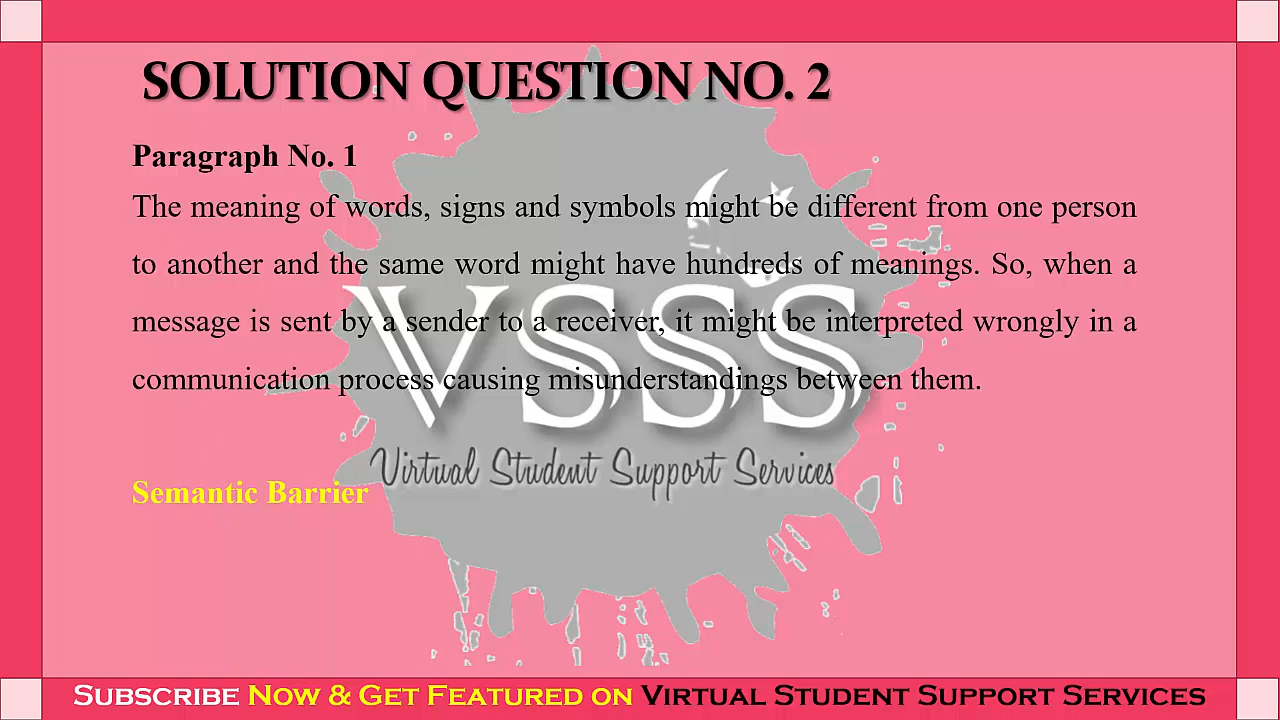 SOLUTION QUESTION NO. 2
Paragraph No. 1
The meaning of words, signs and symbols might be different from one person
to another and the same word might have hundreds of meanings. So, when a
message is sent by a sender to a receiver, it might be interpreted wrongly in a
communication process causing misunderstandings between them.
VSSS
Virtual Student Support Services
Semantic Barrier
SUBSCRIBE NOW & GET FEATURED ON VIRTUAL STUDENT SUPPORT SERVICES